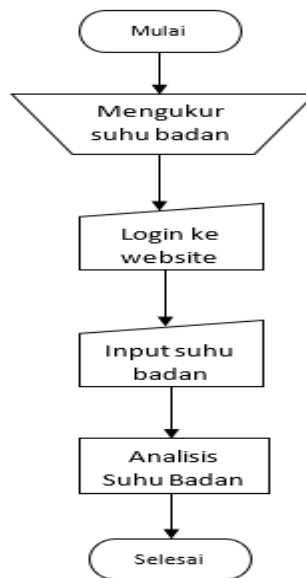 Mulai
Mengukur
suhu badan
Login ke
website
Input suhu
badan
Analisis
Suhu Badan
Selesai